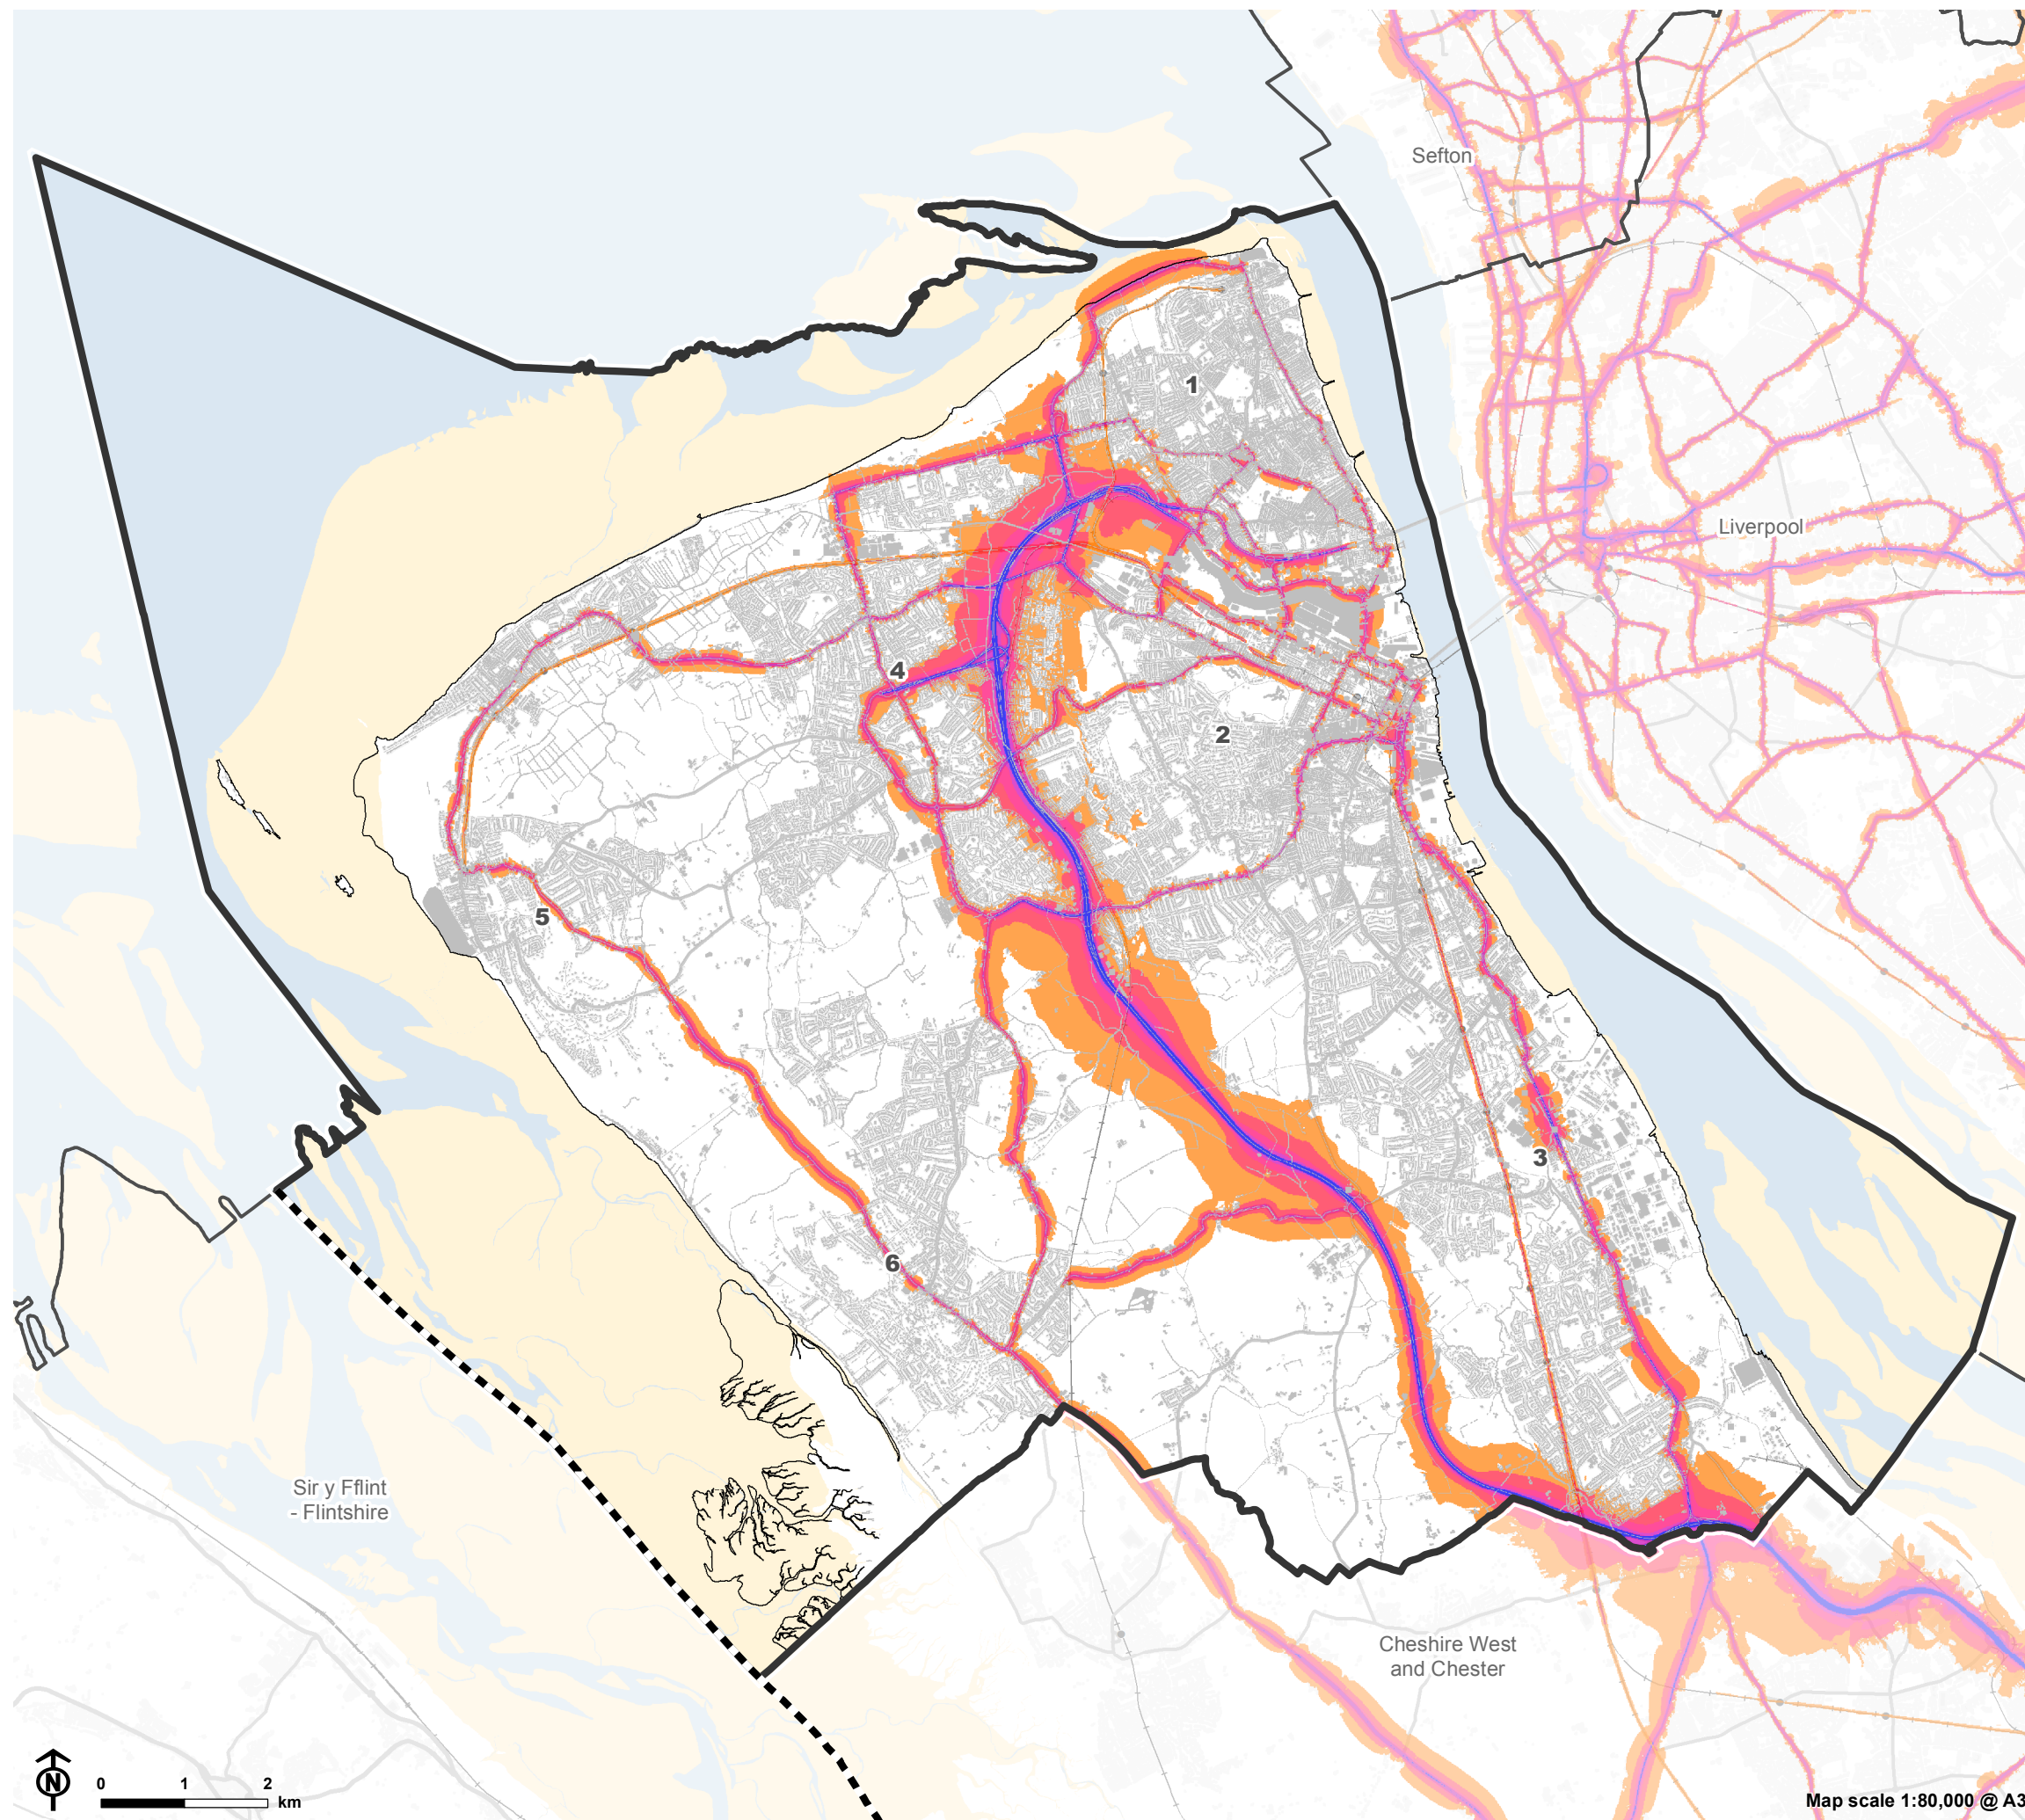 Sefton
1
Liverpool
4
2
5
3
6
Sir y Fflint
- Flintshire
Cheshire West
and Chester
N
0 1 2
km
Map scale 1:80,000 @ A3